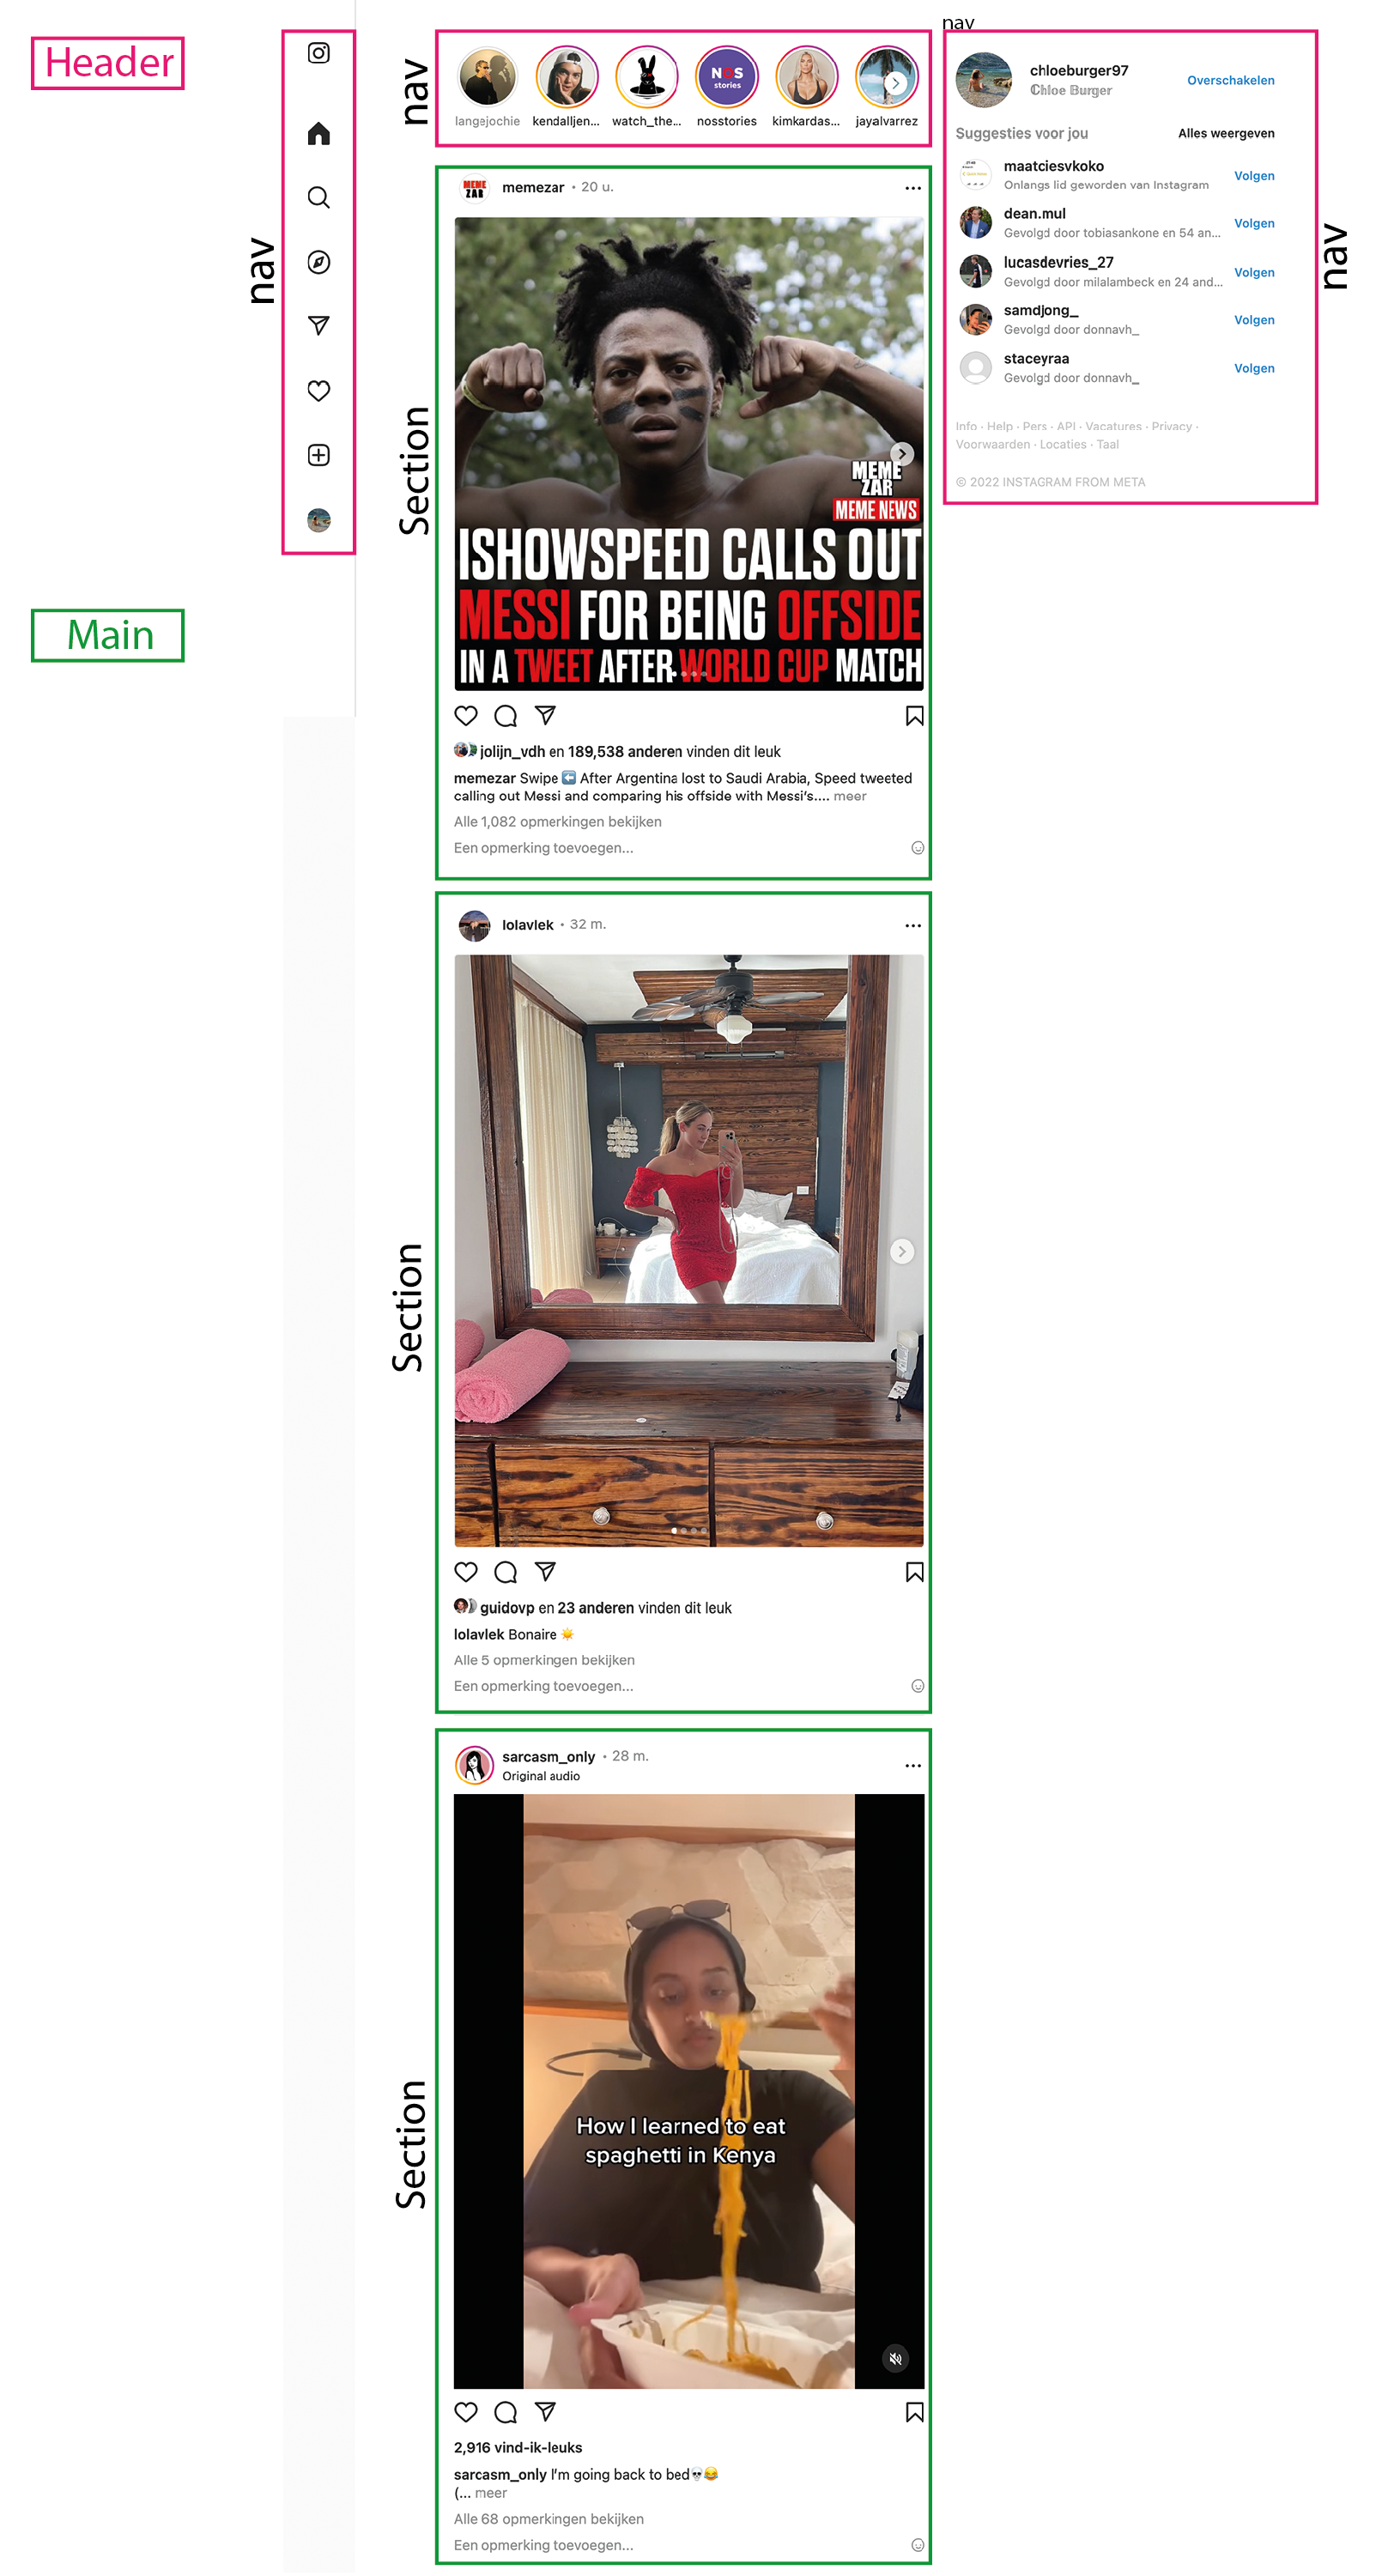 Header
Main
nav
nav
langejochie
kendalljen...
watch_the...
NOS
stories
nosstories
kimkardas...
jayalvarrez
Section
MEME
ZAR
memezar • 20 u.
MEME
ZAR
MEME NEWS
ISHOWSPEED CALLS OUT
MESSI FOR BEING OFFSIDE
IN A TWEET AFTER WORLD CUP MATCH
jolijn_vdh en 189,538 anderen vinden dit leuk
memezar Swipe ⬅️ After Argentina lost to Saudi Arabia, Speed tweeted
calling out Messi and comparing his offside with Messi's.... meer
Alle 1,082 opmerkingen bekijken
Een opmerking toevoegen...
Section
lolavlek • 32 m.
guidovp en 23 anderen vinden dit leuk
lolavlek Bonaire ☀️
Alle 5 opmerkingen bekijken
Een opmerking toevoegen...
Section
sarcasm_only • 28 m.
Original audio
How I learned to eat
spaghetti in Kenya
2,916 vind-ik-leuks
sarcasm_only I'm going back to bed💀😂
(... meer
Alle 68 opmerkingen bekijken
Een opmerking toevoegen...
nav
nav
chloeburger97
Chloe Burger
Overschakelen
Suggesties voor jou
Alles weergeven
maatciesvkoko
Onlangs lid geworden van Instagram
Volgen
dean.mul
Gevolgd door tobiasankone en 54 an...
Volgen
lucasdevries_27
Gevolgd door milalambeck en 24 and...
Volgen
samdjong_
Gevolgd door donnavh_
Volgen
staceyraa
Gevolgd door donnavh_
Volgen
Info · Help · Pers · API · Vacatures · Privacy ·
Voorwaarden · Locaties · Taal
© 2022 INSTAGRAM FROM META